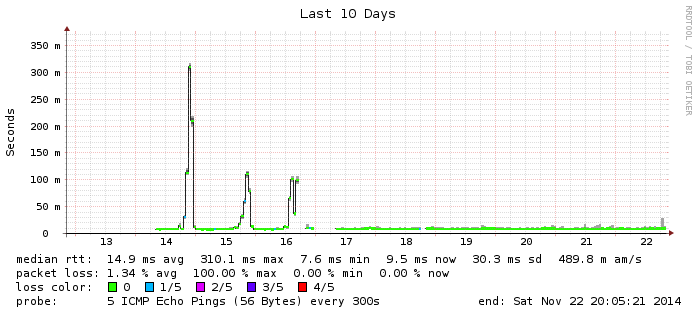 Last 10 Days
RRDTOOL / TOBI OETIKER
Seconds
350 m
300 m
250 m
200 m
150 m
100 m
50 m
0
13 14 15 16 17 18 19 20 21 22
median rtt: 14.9 ms avg 310.1 ms max 7.6 ms min 9.5 ms now 30.3 ms sd 489.8 m am/s
packet loss: 1.34 % avg 100.00 % max 0.00 % min 0.00 % now
loss color: 0 1/5 2/5 3/5 4/5
probe: 5 ICMP Echo Pings (56 Bytes) every 300s end: Sat Nov 22 20:05:21 2014